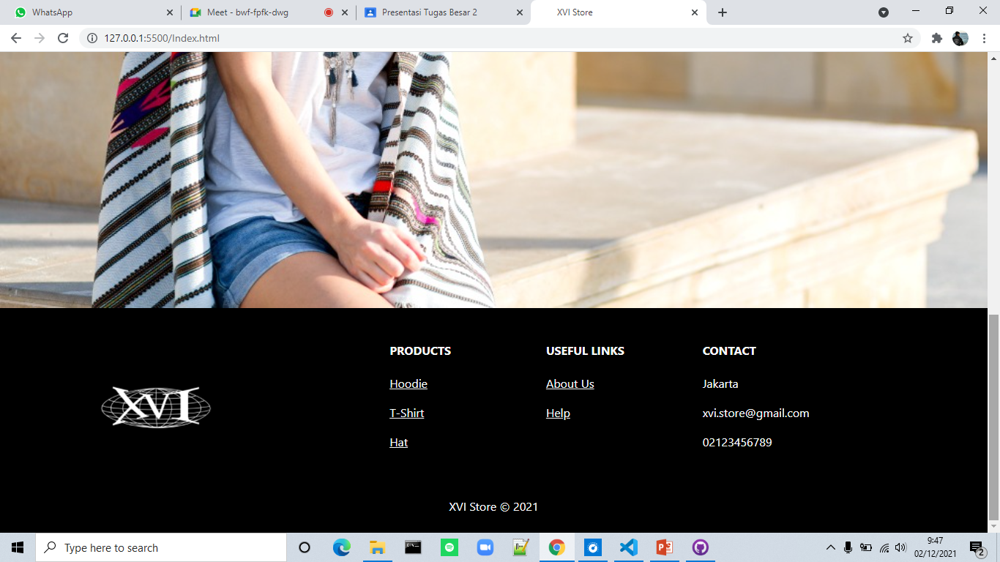 WhatsApp
Meet - bwf-fpfk-dwg
Presentasi Tugas Besar 2
XVI Store
127.0.0.1:5500/Index.html
PRODUCTS
USEFUL LINKS
CONTACT
Hoodie
About Us
Jakarta
XVI
T-Shirt
Help
xvi.store@gmail.com
Hat
02123456789
XVI Store © 2021
Type here to search
9:47
02/12/2021
2